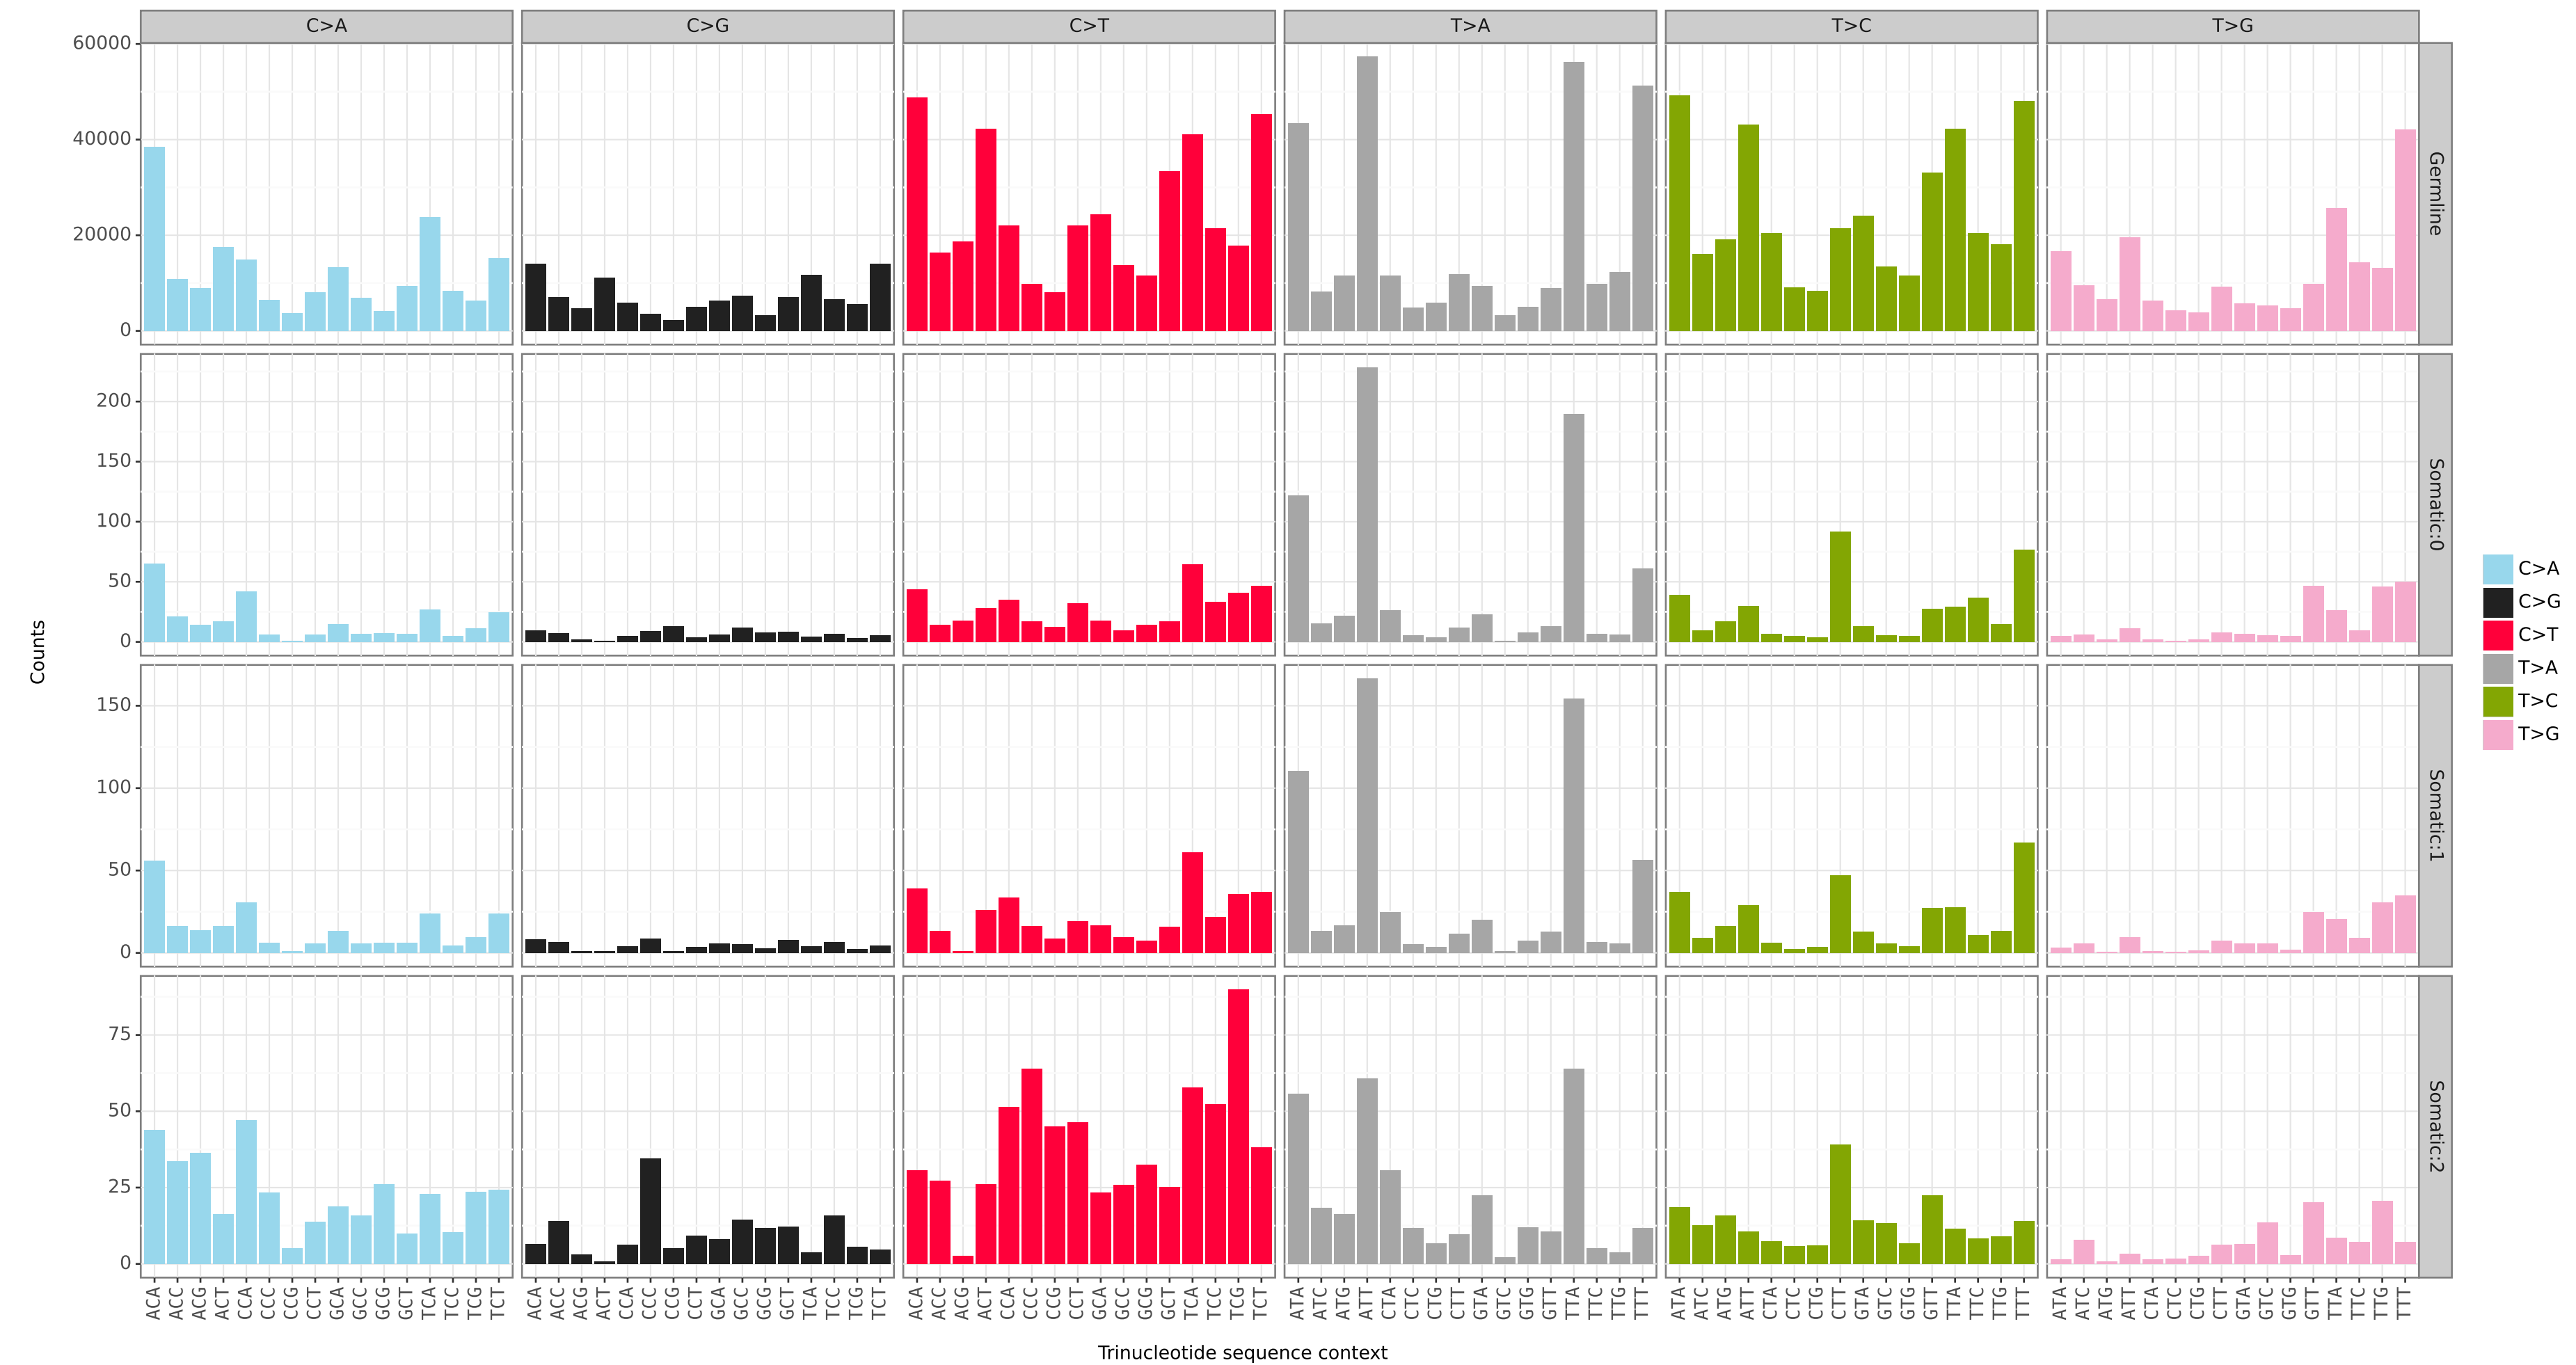 C>A C>G C>T T>A T>C T>G
60000
40000
20000
0
Germline
200
150
100
50
0
Somatic:0
150
100
50
0
Somatic:1
75
50
25
0
Somatic:2
Counts
ACA ACC ACG ACT CCA CCC CCG CCT GCA GCC GCG GCT TCA TCC TCG TCT ACA ACC ACG ACT CCA CCC CCG CCT GCA GCC GCG GCT TCA TCC TCG TCT ACA ACC ACG ACT CCA CCC CCG CCT GCA GCC GCG GCT TCA TCC TCG TCT ATA ATC ATG ATT CTA CTC CTG CTT GTA GTC GTG GTT TTA TTC TTG TTT ATA ATC ATG ATT CTA CTC CTG CTT GTA GTC GTG GTT TTA TTC TTG TTT ATA ATC ATG ATT CTA CTC CTG CTT GTA GTC GTG GTT TTA TTC TTG TTT
Trinucleotide sequence context
C>A
C>G
C>T
T>A
T>C
T>G